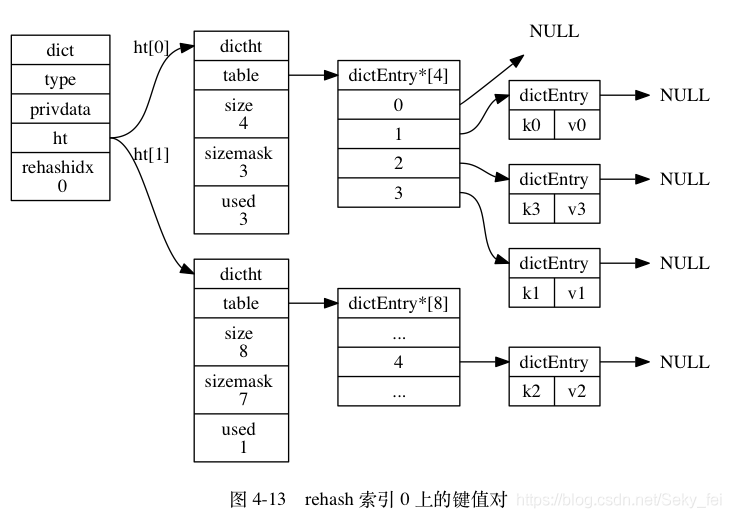 dict
type
privdata
ht
rehashidx
0
ht[0]
ht[1]
dictht
table
size
4
sizemask
3
used
3
dictEntry*[4]
0
1
2
3
NULL
dictEntry
k0 v0
NULL
dictEntry
k3 v3
NULL
dictEntry
k1 v1
NULL
dictht
table
size
8
sizemask
7
used
1
dictEntry*[8]
...
4
...
dictEntry
k2 v2
NULL
图 4-13 rehash 索引 0 上的键值对
https://blog.csdn.net/Seky_fei